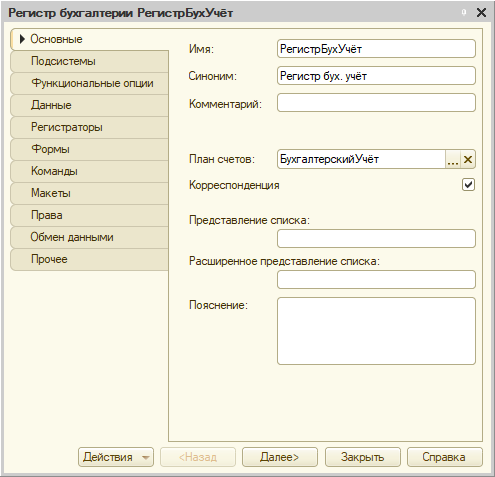 Регистр бухгалтерии РегистрБухУчёт
Основные
Подсистемы
Функциональные опции
Данные
Регистраторы
Формы
Команды
Макеты
Права
Обмен данными
Прочее
Имя: РегистрБухУчёт
Синоним: Регистр бух. учёт
Комментарий:
План счетов: БухгалтерскийУчёт ...
Корреспонденция
Представление списка:
Расширенное представление списка:
Пояснение:
Действия <Назад Далее> Закрыть Справка